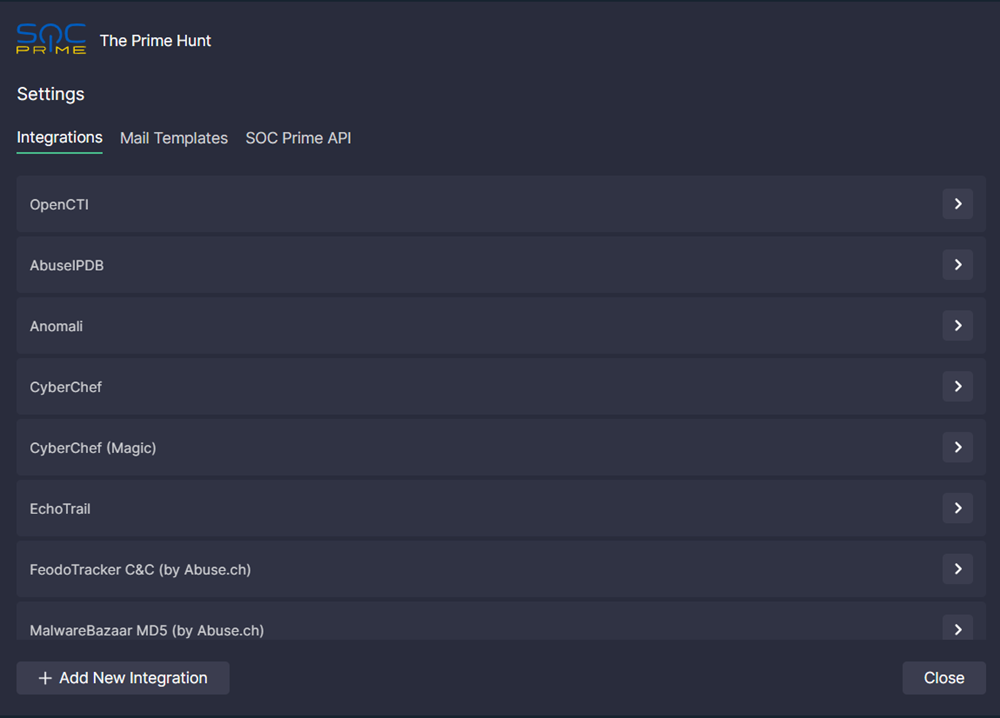 SOC
PRIME
The Prime Hunt
Settings
Integrations
Mail Templates
SOC Prime API
OpenCTI
AbuseIPDB
Anomali
CyberChef
CyberChef (Magic)
EchoTrail
FeodoTracker C&C (by Abuse.ch)
MalwareBazaar MD5 (by Abuse.ch)
+ Add New Integration
Close